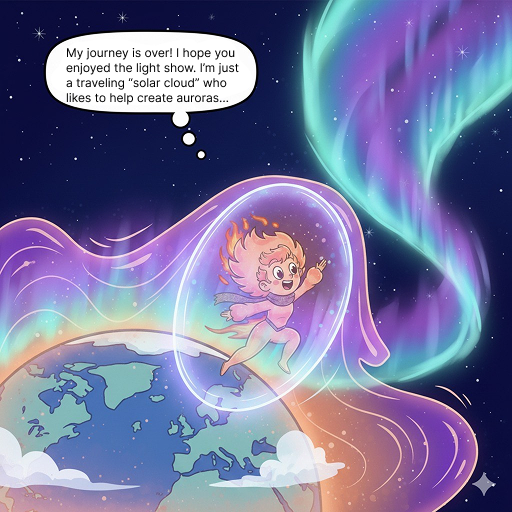 My journey is over! I hope you
enjoyed the light show. I'm just
a traveling “solar cloud” who
likes to help create auroras...